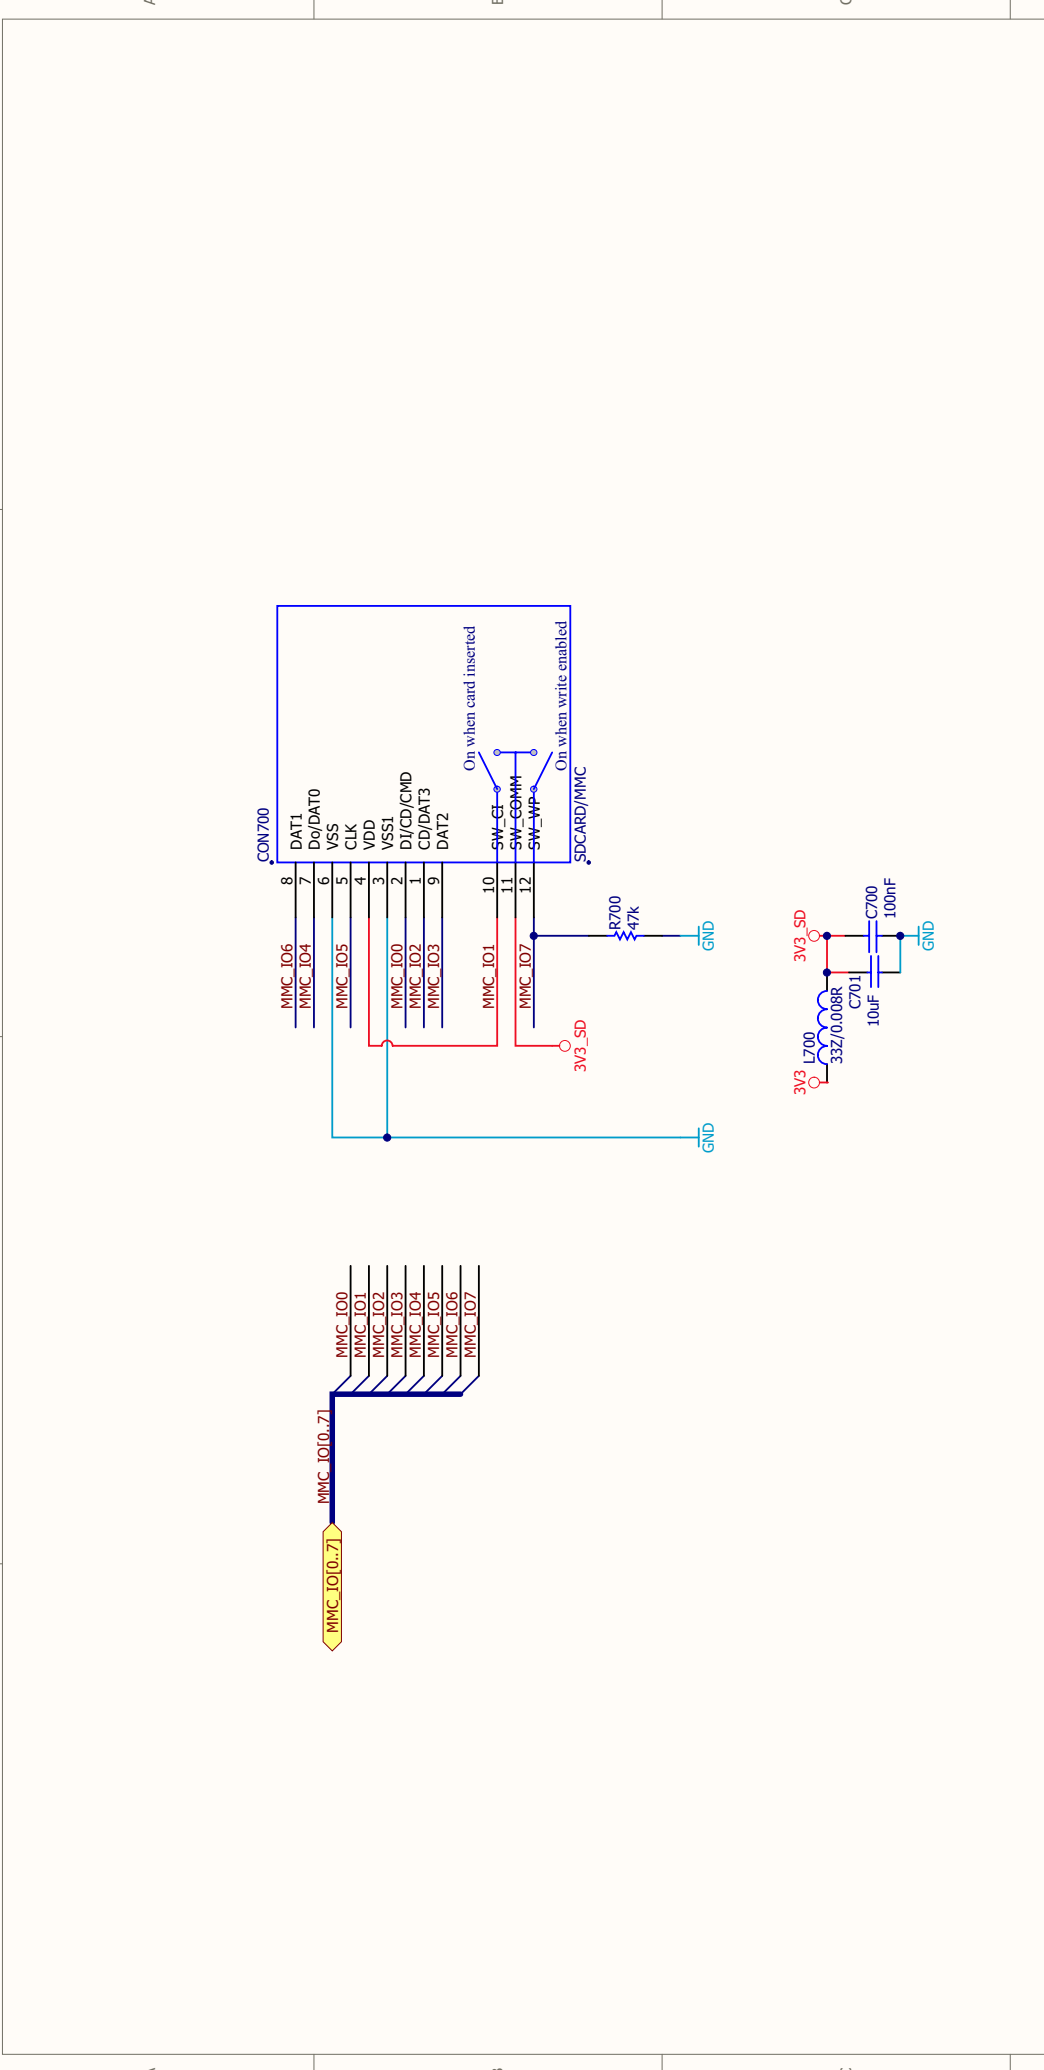 CON700
DAT1
Do/DAT0
VSS
CLK
VDD
VSS1
DI/CD/CMD
CD/DAT3
DAT2
SW_CI
SW_COMM
SW_WP
On when card inserted
On when write enabled
SDCARD/MMC
8
7
6
5
4
3
2
1
9
10
11
12
MMC_IO6
MMC_IO4
MMC_IO5
MMC_IO0
MMC_IO2
MMC_IO3
MMC_IO1
MMC_IO7
3V3_SD
R700
47k
GND
GND
MMC_IO[0..7]
MMC_IO[0..7]
MMC_IO0
MMC_IO1
MMC_IO2
MMC_IO3
MMC_IO4
MMC_IO5
MMC_IO6
MMC_IO7
3V3
L700
33Z/0.008R
3V3_SD
C701
10uF
C700
100nF
GND